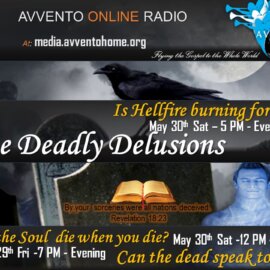 AVVENTO ONLINE RADIO
At: media.avventohome.org
AV
Flying the Gospel to the Whole World
Is Hellfire burning for
May 30th Sat – 5 PM - Eve
e Deadly Delusions
By your sorceries were all nations deceived.
Revelation 18:23
the Soul die when you die? May 30th Sat -12 PM
29th Fri -7 PM - Evening Can the dead speak to